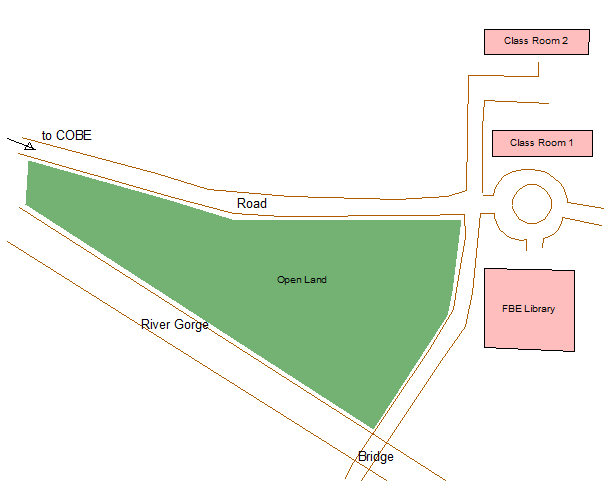 Class Room 2
to COBE
Class Room 1
Road
Open Land
FBE Library
River Gorge
Bridge